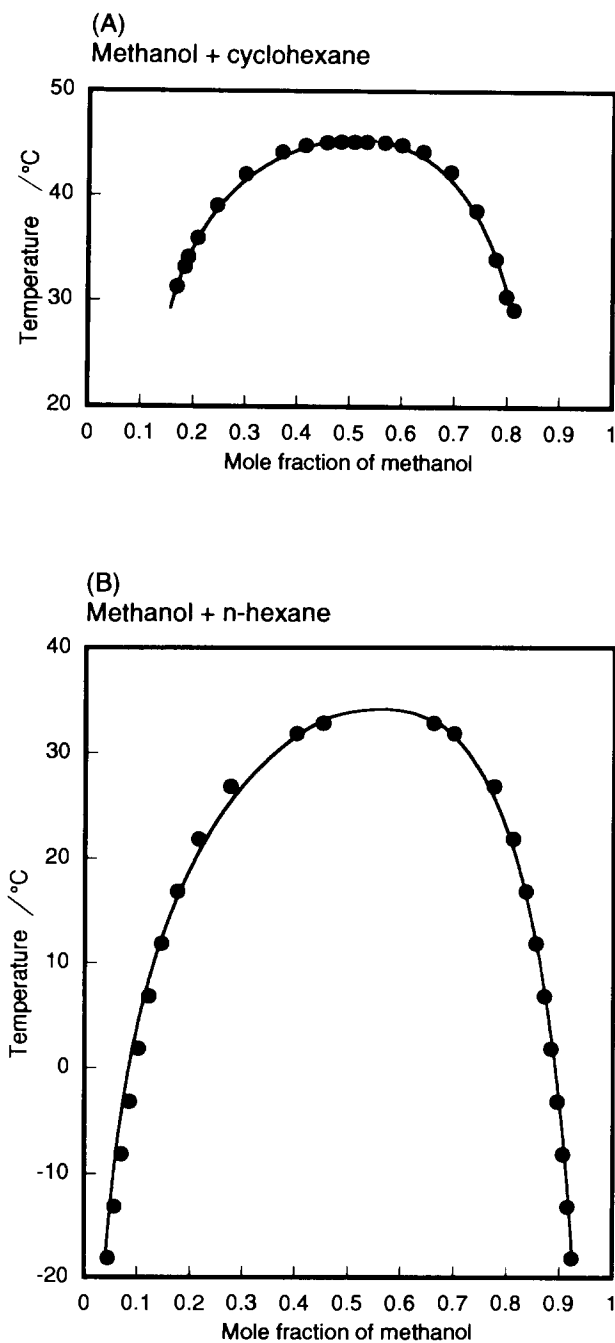 (A)
Methanol + cyclohexane
50
40
30
20
Temperature /°C
0 0.1 0.2 0.3 0.4 0.5 0.6 0.7 0.8 0.9 1
Mole fraction of methanol
(B)
Methanol + n-hexane
40
30
20
10
0
-10
-20
Temperature /°C
0 0.1 0.2 0.3 0.4 0.5 0.6 0.7 0.8 0.9 1
Mole fraction of methanol